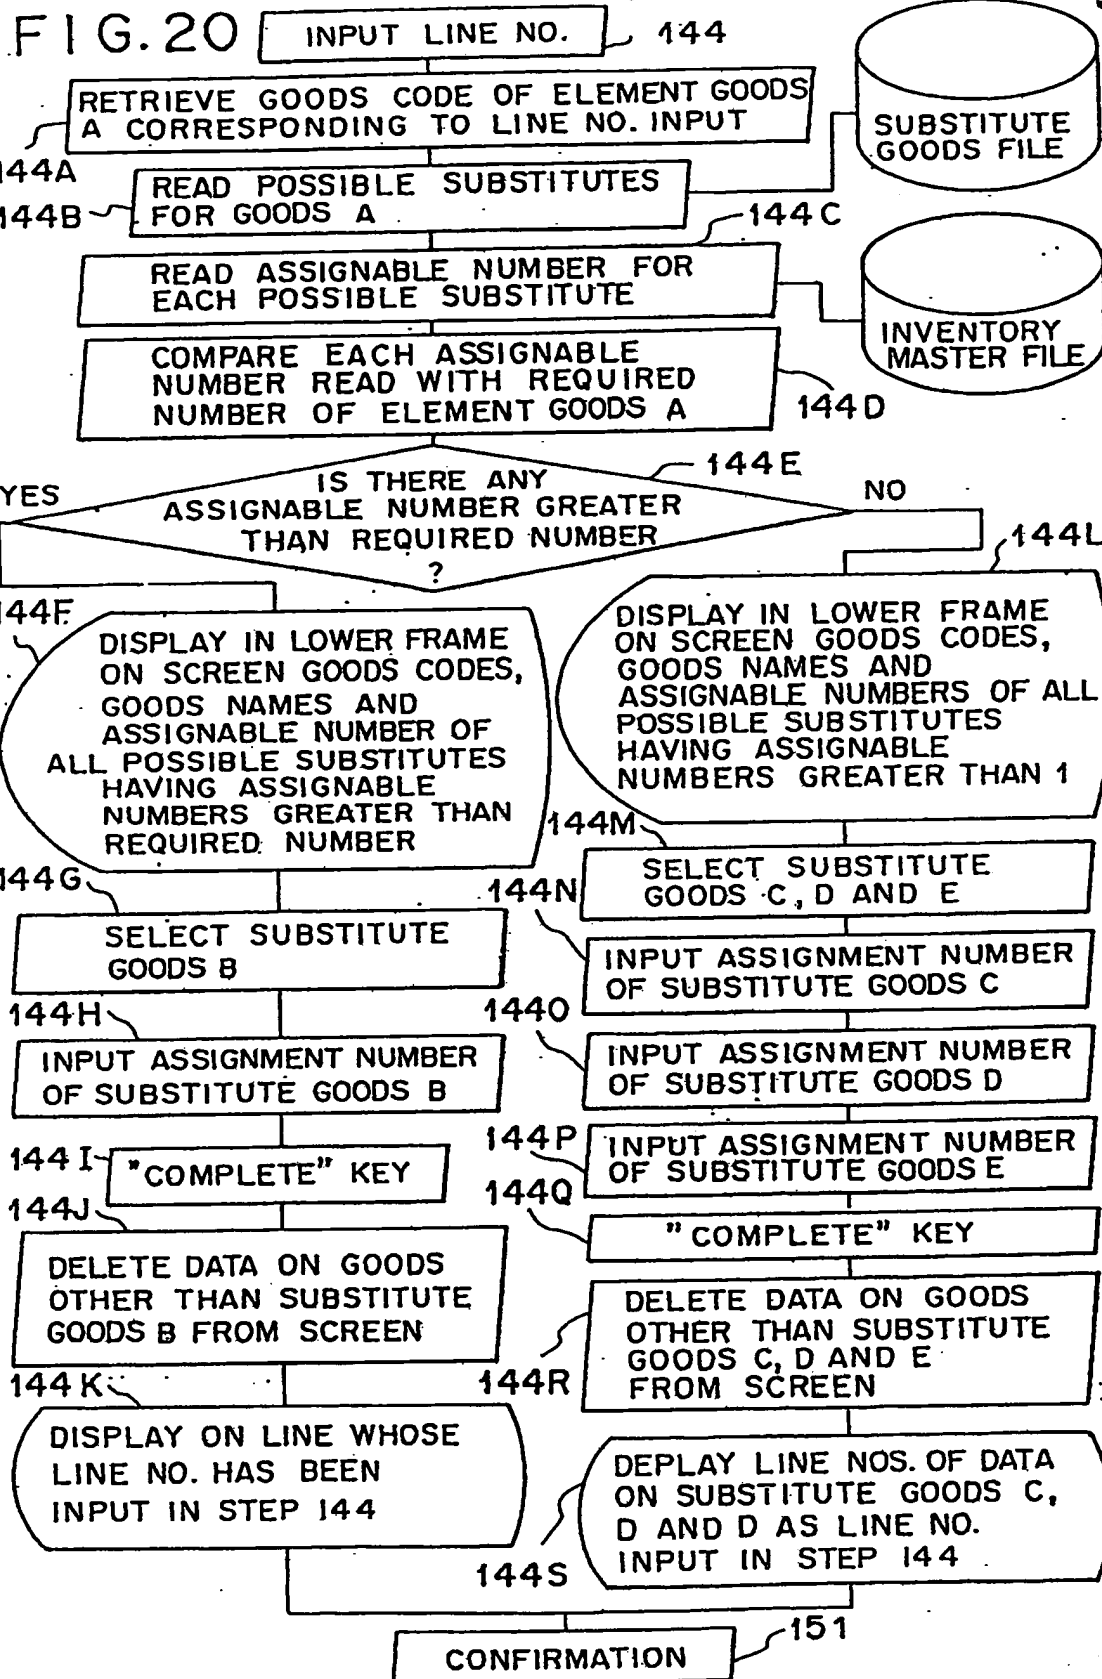 FIG.20
INPUT LINE NO.
144
RETRIEVE GOODS CODE OF ELEMENT GOODS
A CORRESPONDING TO LINE NO. INPUT
144A
SUBSTITUTE
GOODS FILE
READ POSSIBLE SUBSTITUTES
FOR GOODS A
144B
144C
READ ASSIGNABLE NUMBER FOR
EACH POSSIBLE SUBSTITUTE
INVENTORY
MASTER FILE
COMPARE EACH ASSIGNABLE
NUMBER READ WITH REQUIRED
NUMBER OF ELEMENT GOODS A
144D
144E
IS THERE ANY
ASSIGNABLE NUMBER GREATER
THAN REQUIRED NUMBER
?
YES
NO
144F
DISPLAY IN LOWER FRAME
ON SCREEN GOODS CODES,
GOODS NAMES AND
ASSIGNABLE NUMBER OF
ALL POSSIBLE SUBSTITUTES
HAVING ASSIGNABLE
NUMBERS GREATER THAN
REQUIRED NUMBER
144G
SELECT SUBSTITUTE
GOODS B
144H
INPUT ASSIGNMENT NUMBER
OF SUBSTITUTE GOODS B
144I
"COMPLETE" KEY
144J
DELETE DATA ON GOODS
OTHER THAN SUBSTITUTE
GOODS B FROM SCREEN
144K
DISPLAY ON LINE WHOSE
LINE NO. HAS BEEN
INPUT IN STEP 144
144L
DISPLAY IN LOWER FRAME
ON SCREEN GOODS CODES,
GOODS NAMES AND
ASSIGNABLE NUMBERS OF ALL
POSSIBLE SUBSTITUTES
HAVING ASSIGNABLE
NUMBERS GREATER THAN 1
144M
SELECT SUBSTITUTE
GOODS C, D AND E
144N
INPUT ASSIGNMENT NUMBER
OF SUBSTITUTE GOODS C
144O
INPUT ASSIGNMENT NUMBER
OF SUBSTITUTE GOODS D
144P
INPUT ASSIGNMENT NUMBER
OF SUBSTITUTE GOODS E
144Q
"COMPLETE" KEY
DELETE DATA ON GOODS
OTHER THAN SUBSTITUTE
GOODS C, D AND E
FROM SCREEN
144R
DEPLAY LINE NOS. OF DATA
ON SUBSTITUTE GOODS C,
D AND D AS LINE NO.
INPUT IN STEP 144
144S
151
CONFIRMATION